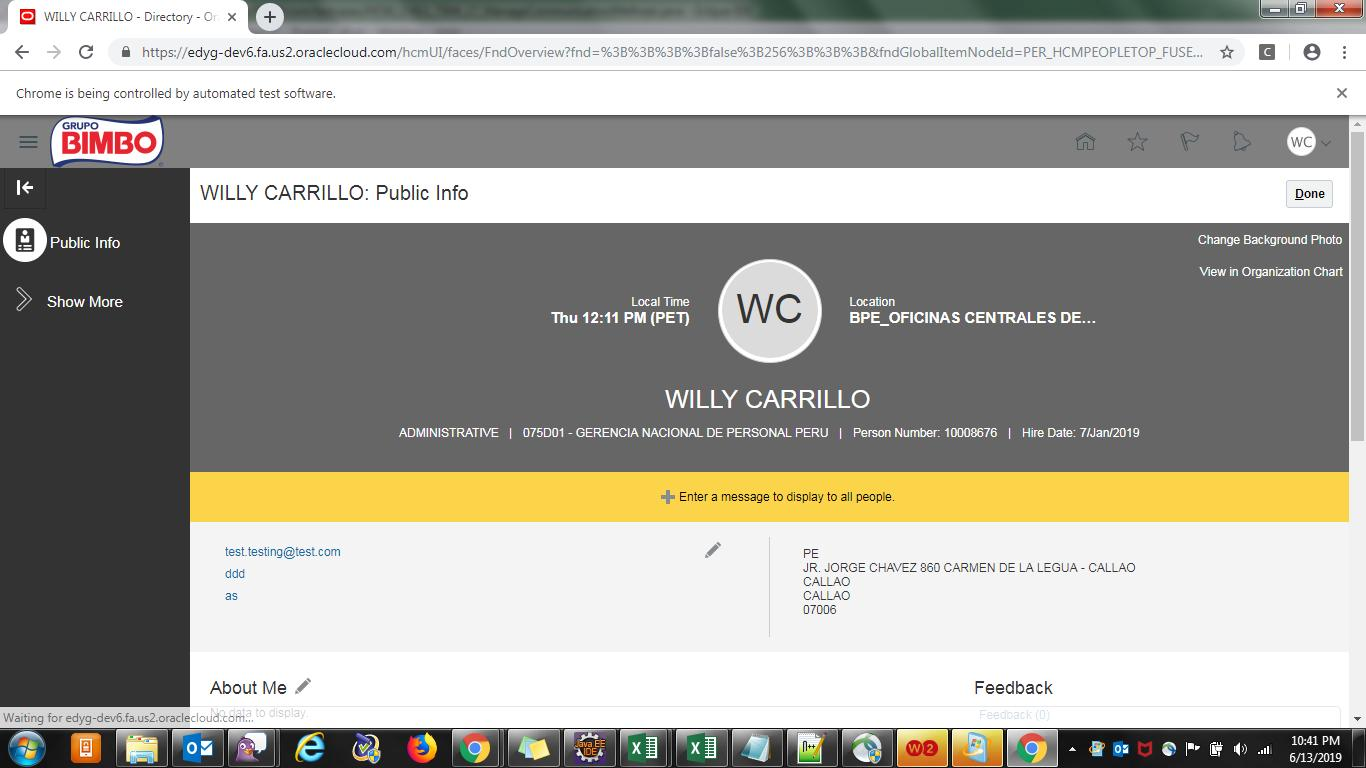 WILLY CARRILLO - Directory - Or
https://edyg-dev6.fa.us2.oraclecloud.com/hcmUI/faces/FndOverview?fnd=%3B%3B%3B%3Bfalse%3B256%3B%3B%3B&fndGlobalItemNodeId=PER_HCMPEOPLETOP_FUSE...
C
Chrome is being controlled by automated test software.
GRUPO
BIMBO
WC
WILLY CARRILLO: Public Info
Done
Public Info
Show More
Change Background Photo
View in Organization Chart
Local Time
Thu 12:11 PM (PET)
WC
Location
BPE_OFICINAS CENTRALES DE...
WILLY CARRILLO
ADMINISTRATIVE | 075D01 - GERENCIA NACIONAL DE PERSONAL PERU | Person Number: 10008676 | Hire Date: 7/Jan/2019
Enter a message to display to all people.
test.testing@test.com
ddd
as
PE
JR. JORGE CHAVEZ 860 CARMEN DE LA LEGUA - CALLAO
CALLAO
CALLAO
07006
About Me
No data to display.
Feedback
Feedback (0)
Waiting for edyg-dev6.fa.us2.oraclecloud.com...
Java EE
IDE
W2
10:41 PM
6/13/2019